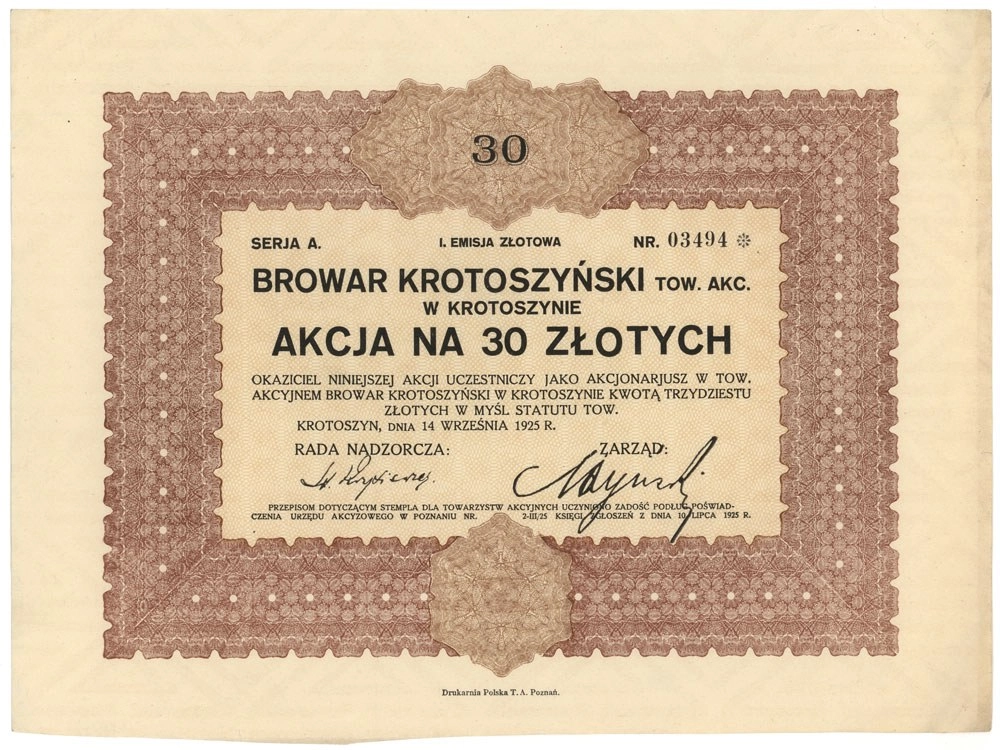 30
SERJA A. I. EMISJA ZŁOTOWA NR. 03494 ❊
BROWAR KROTOSZYŃSKI TOW. AKC.
W KROTOSZYNIE
AKCJA NA 30 ZŁOTYCH
OKAZICIEL NINIEJSZEJ AKCJI UCZESTNICZY JAKO AKCJONARJUSZ W TOW.
AKCYJNEM BROWAR KROTOSZYŃSKI W KROTOSZYNIE KWOTĄ TRZYDZIESTU
ZŁOTYCH W MYŚL STATUTU TOW.
KROTOSZYN, DNIA 14 WRZEŚNIA 1925 R.
RADA NADZORCZA: ZARZĄD:
PRZEPISOM DOTYCZĄCYM STEMPLA DLA TOWARZYSTW AKCYJNYCH UCZYNIONO ZADOŚĆ PODŁUG POŚWIAD-
CZENIA URZĘDU AKCYZOWEGO W POZNANIU NR. 2-III/25 KSIĘGI ZGŁOSZEŃ Z DNIA 10 LIPCA 1925 R.
Drukarnia Polska T. A. Poznań.